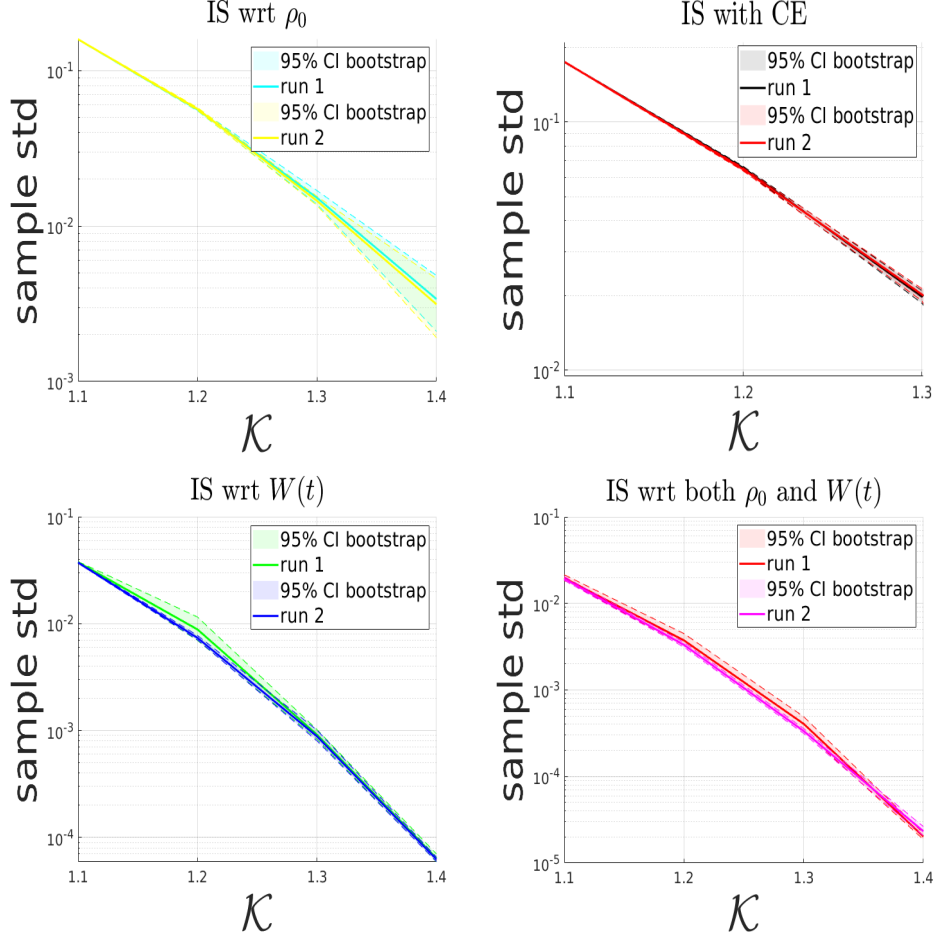 IS wrt ρ₀
sample std
10⁻¹
10⁻²
10⁻³
1.1 1.2 1.3 1.4
𝒦
95% CI bootstrap
run 1
95% CI bootstrap
run 2
IS with CE
sample std
10⁻¹
10⁻²
1.1 1.2 1.3
𝒦
95% CI bootstrap
run 1
95% CI bootstrap
run 2
IS wrt W(t)
sample std
10⁻¹
10⁻²
10⁻³
10⁻⁴
1.1 1.2 1.3 1.4
𝒦
95% CI bootstrap
run 1
95% CI bootstrap
run 2
IS wrt both ρ₀ and W(t)
sample std
10⁻¹
10⁻²
10⁻³
10⁻⁴
10⁻⁵
1.1 1.2 1.3 1.4
𝒦
95% CI bootstrap
run 1
95% CI bootstrap
run 2